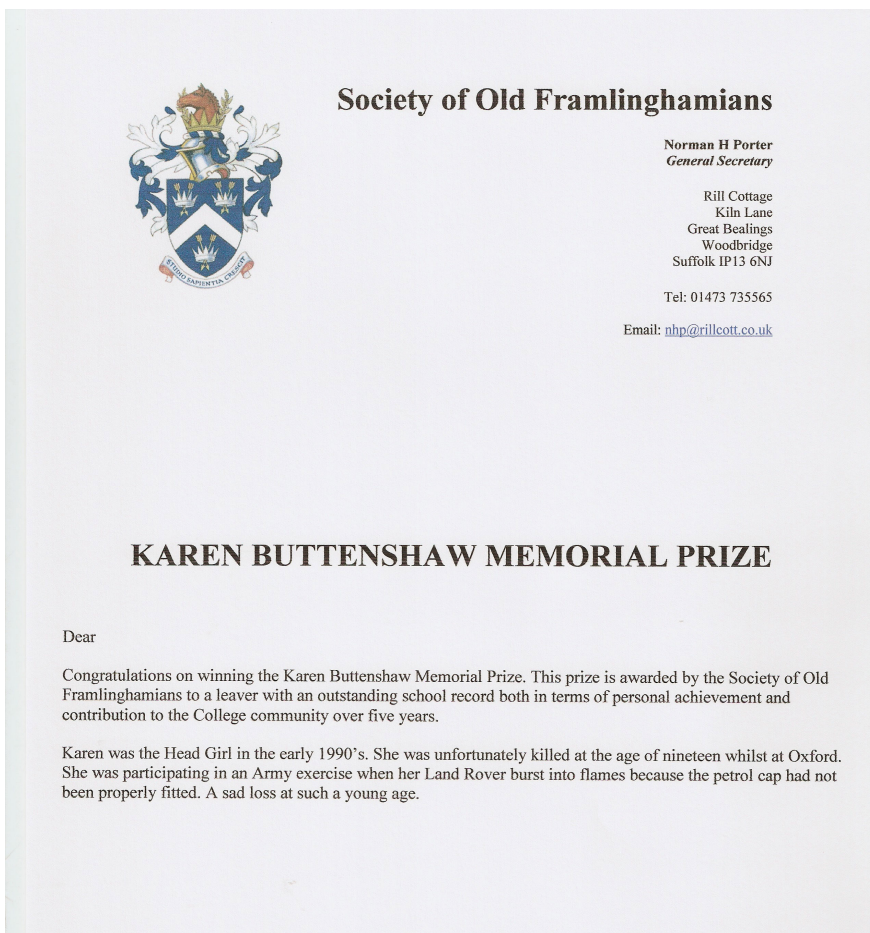 Society of Old Framlinghamians
Norman H Porter
General Secretary
Rill Cottage
Kiln Lane
Great Bealings
Woodbridge
Suffolk IP13 6NJ
Tel: 01473 735565
Email: nhp@rillcott.co.uk
STUDIO SAPIENTIA CRESCIT
KAREN BUTTENSHAW MEMORIAL PRIZE
Dear
Congratulations on winning the Karen Buttenshaw Memorial Prize. This prize is awarded by the Society of Old
Framlinghamians to a leaver with an outstanding school record both in terms of personal achievement and
contribution to the College community over five years.
Karen was the Head Girl in the early 1990’s. She was unfortunately killed at the age of nineteen whilst at Oxford.
She was participating in an Army exercise when her Land Rover burst into flames because the petrol cap had not
been properly fitted. A sad loss at such a young age.